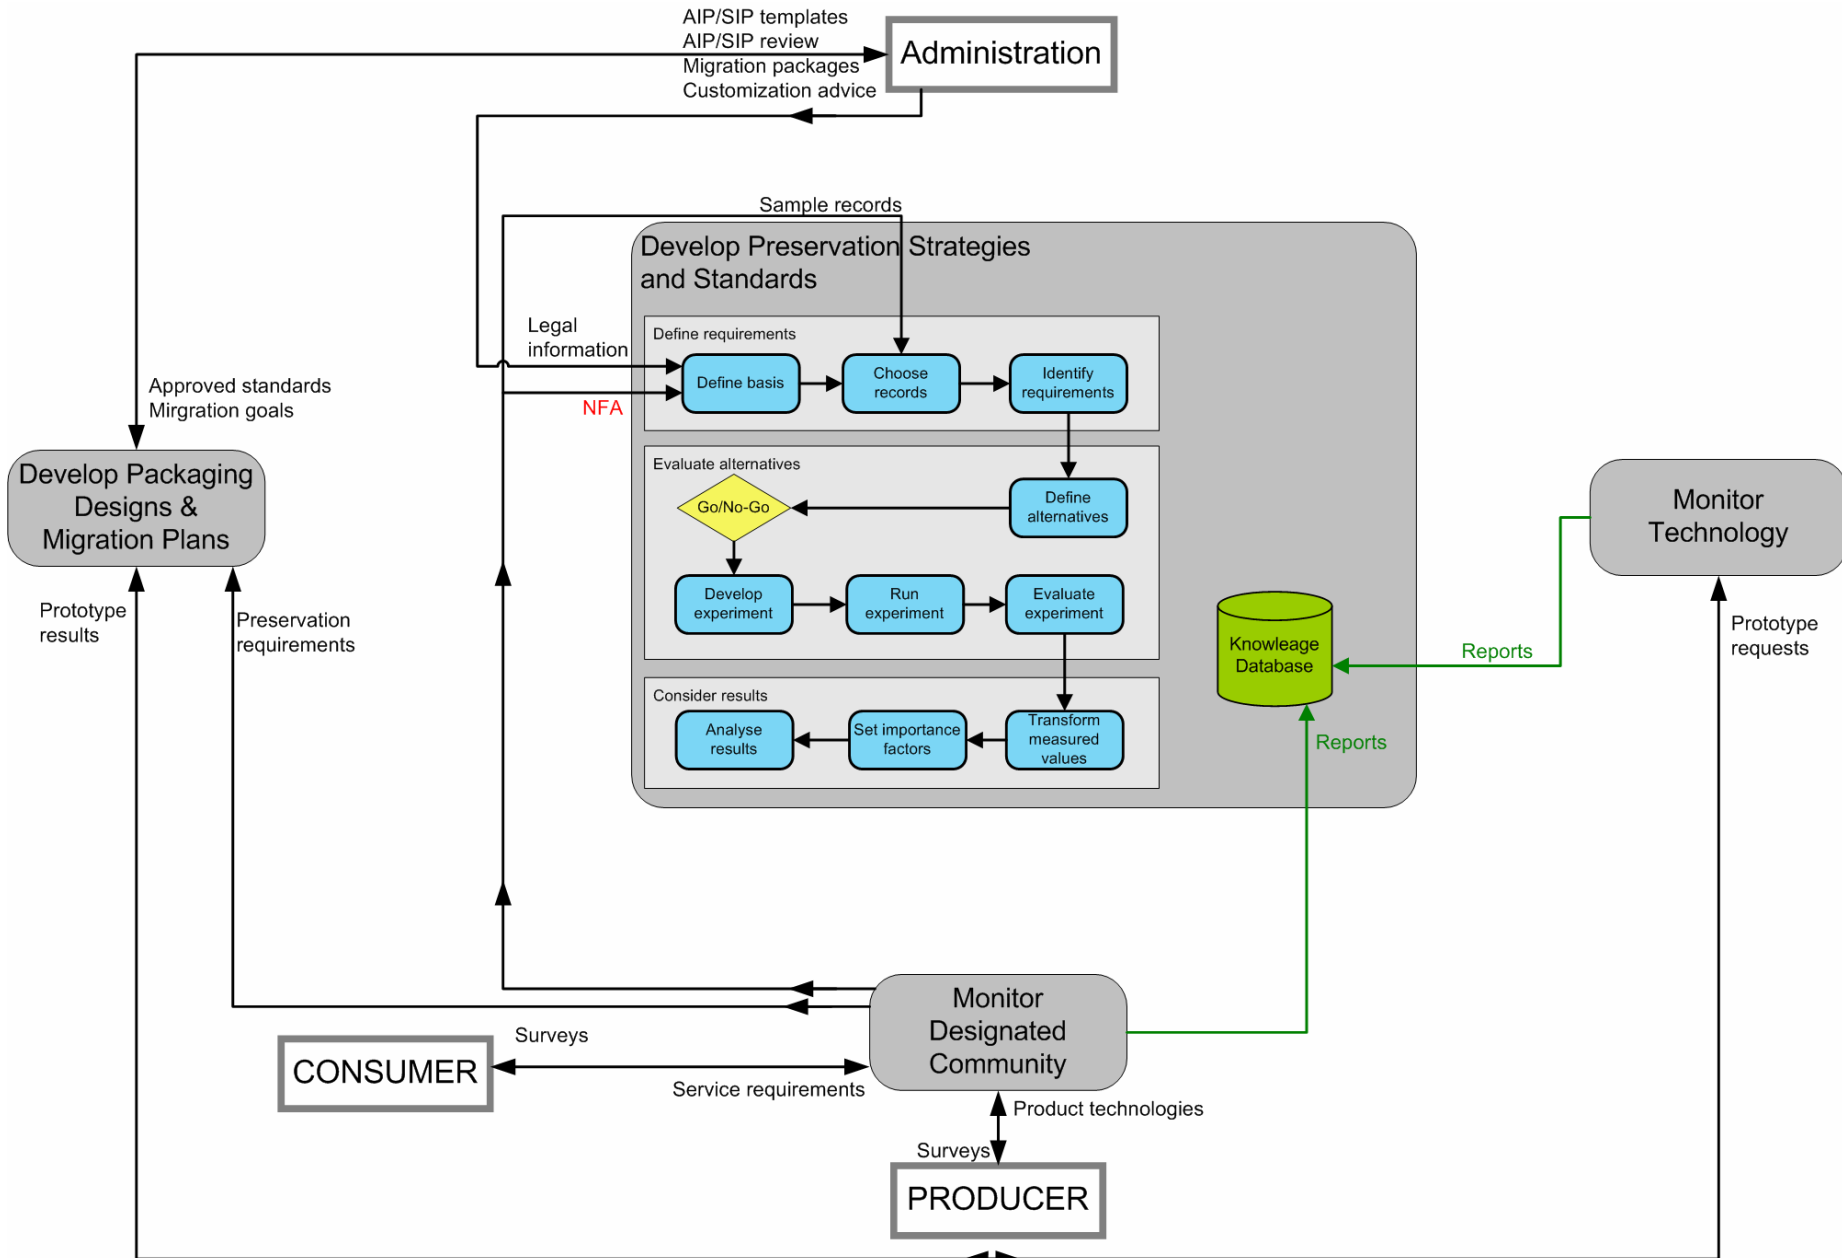 AIP/SIP templates
AIP/SIP review
Migration packages
Customization advice
Administration
Sample records
Develop Preservation Strategies
and Standards
Legal
information
NFA
Define requirements
Define basis
Choose
records
Identify
requirements
Approved standards
Mirgration goals
Develop Packaging
Designs &
Migration Plans
Evaluate alternatives
Go/No-Go
Define
alternatives
Develop
experiment
Run
experiment
Evaluate
experiment
Monitor
Technology
Knowleage
Database
Reports
Prototype
requests
Prototype
results
Preservation
requirements
Consider results
Analyse
results
Set importance
factors
Transform
measured
values
Reports
Monitor
Designated
Community
Surveys
CONSUMER
Service requirements
Product technologies
Surveys
PRODUCER